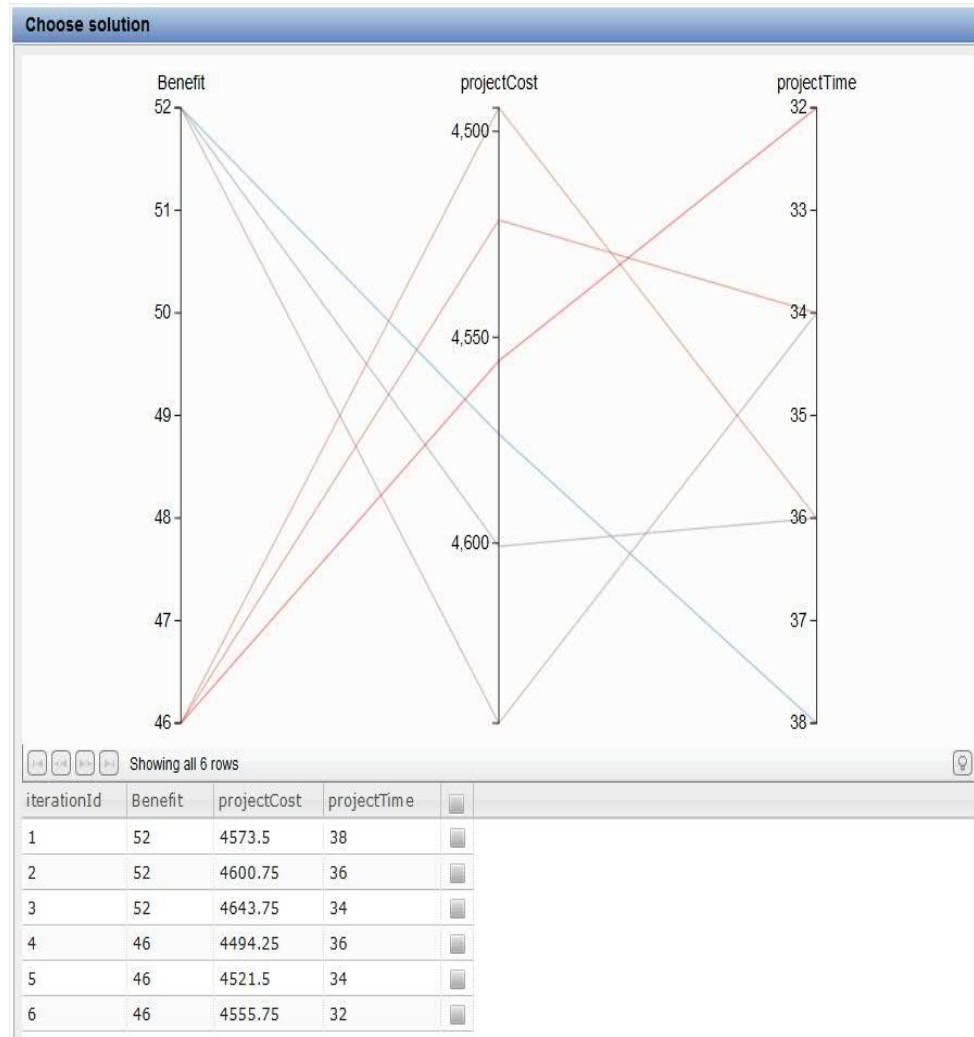 Choose solution
Benefit projectCost projectTime
52 32
4,500
51 33
50 34
4,550
49 35
48 36
4,600
47 37
46 38
Showing all 6 rows
iterationId Benefit projectCost projectTime
1 52 4573.5 38
2 52 4600.75 36
3 52 4643.75 34
4 46 4494.25 36
5 46 4521.5 34
6 46 4555.75 32